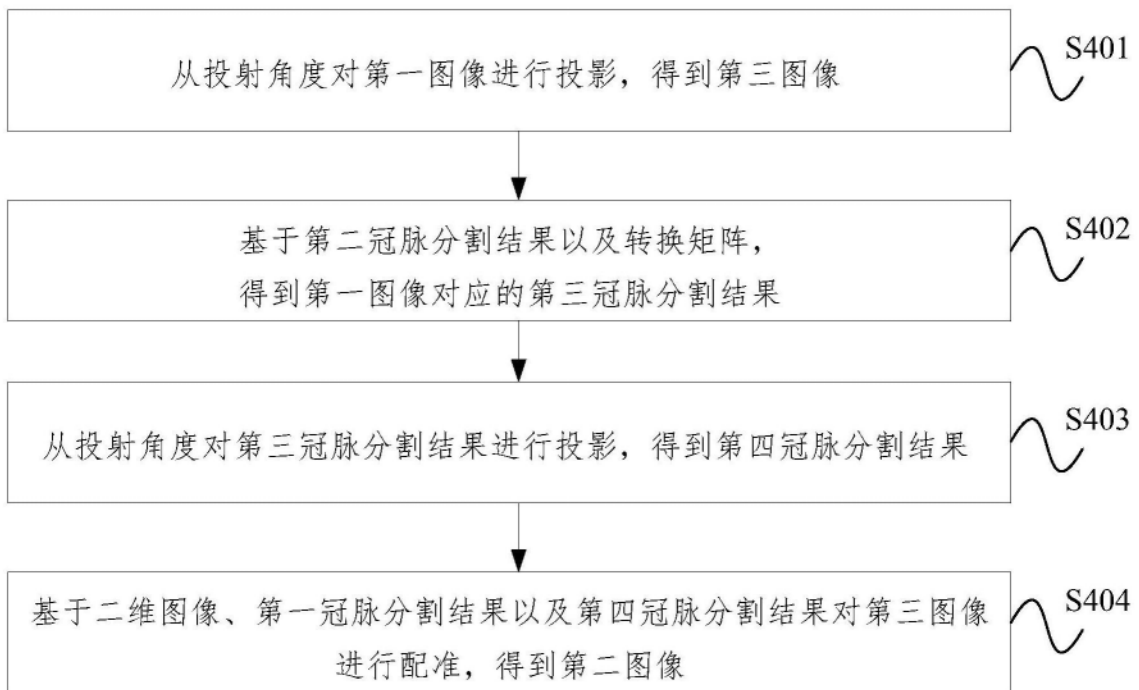 从投射角度对第一图像进行投影，得到第三图像
S401
基于第二冠脉分割结果以及转换矩阵，
得到第一图像对应的第三冠脉分割结果
S402
从投射角度对第三冠脉分割结果进行投影，得到第四冠脉分割结果
S403
基于二维图像、第一冠脉分割结果以及第四冠脉分割结果对第三图像
进行配准，得到第二图像
S404